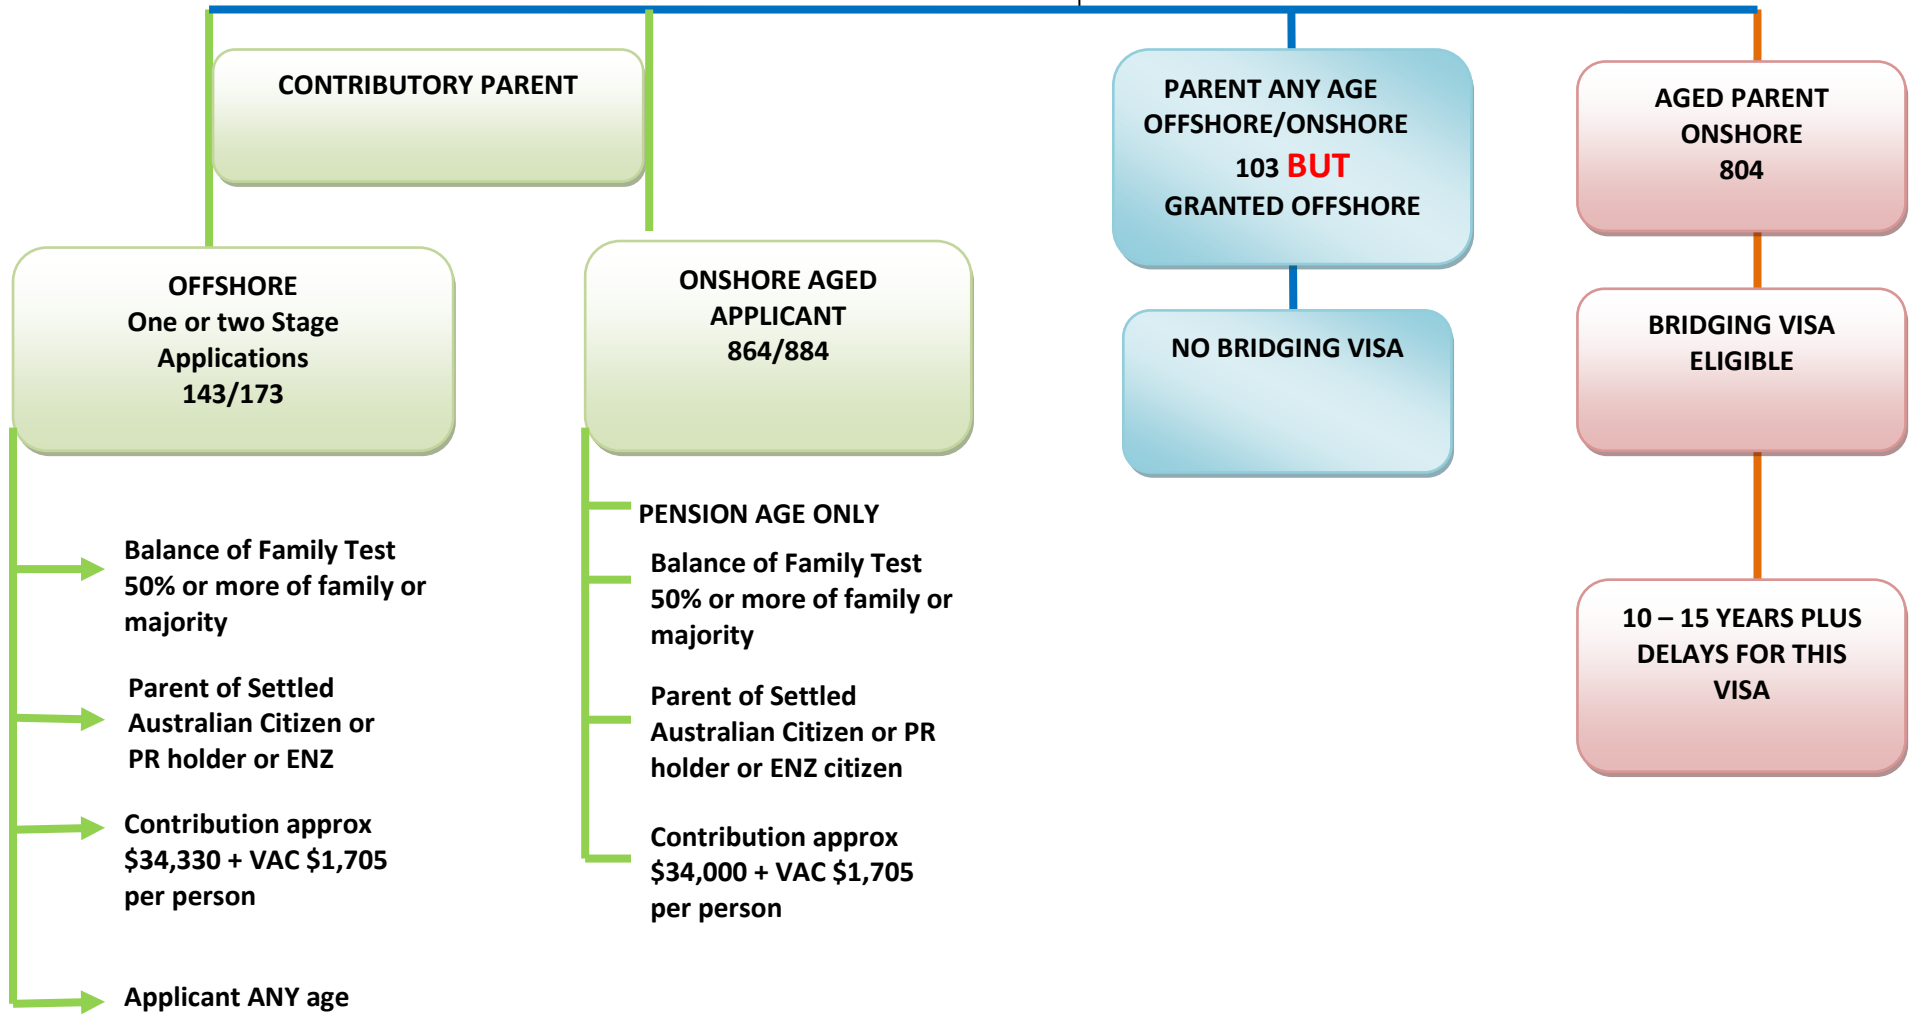 CONTRIBUTORY PARENT
PARENT ANY AGE
OFFSHORE/ONSHORE
103 BUT
GRANTED OFFSHORE
AGED PARENT
ONSHORE
804
OFFSHORE
One or two Stage
Applications
143/173
ONSHORE AGED
APPLICANT
864/884
NO BRIDGING VISA
BRIDGING VISA
ELIGIBLE
Balance of Family Test
50% or more of family or
majority
Parent of Settled
Australian Citizen or
PR holder or ENZ
Contribution approx
$34,330 + VAC $1,705
per person
Applicant ANY age
PENSION AGE ONLY
Balance of Family Test
50% or more of family or
majority
Parent of Settled
Australian Citizen or PR
holder or ENZ citizen
Contribution approx
$34,000 + VAC $1,705
per person
10 – 15 YEARS PLUS
DELAYS FOR THIS
VISA